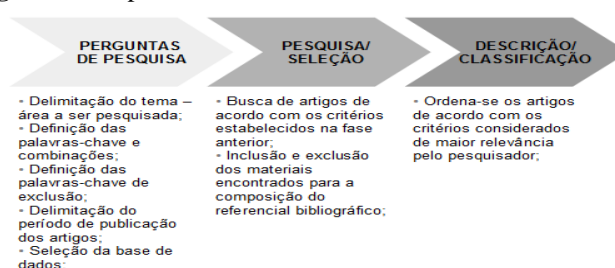 PERGUNTAS
DE PESQUISA
- Delimitação do tema –
área a ser pesquisada;
- Definição das
palavras-chave e
combinações;
- Definição das
palavras-chave de
exclusão;
- Delimitação do
período de publicação
dos artigos;
- Seleção da base de
dados;
PESQUISA/
SELEÇÃO
- Busca de artigos de
acordo com os critérios
estabelecidos na fase
anterior;
- Inclusão e exclusão
dos materiais
encontrados para a
composição do
referencial bibliográfico;
DESCRIÇÃO/
CLASSIFICAÇÃO
- Ordena-se os artigos
de acordo com os
critérios considerados
de maior relevância
pelo pesquisador;